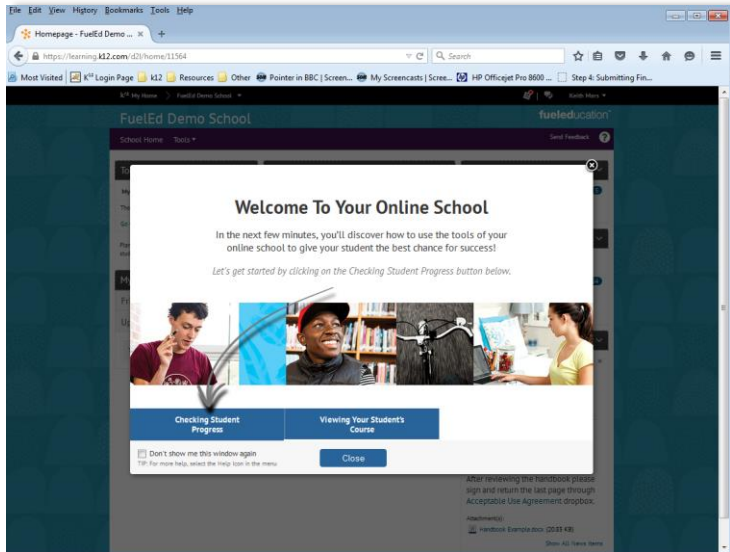 File Edit View History Bookmarks Tools Help
Homepage - FuelEd Demo ... × +
https://learning.k12.com/d2l/home/11564
Search
Most Visited K¹² Login Page k12 Resources Other Pointer in BBC | Screen... My Screencasts | Scree... HP Officejet Pro 8600 ... Step 4: Submitting Fin...
K¹² My Home FuelEd Demo School
FuelEd Demo School
fueleducation
School Home Tools
Send Feedback ?
Welcome To Your Online School
In the next few minutes, you'll discover how to use the tools of your
online school to give your student the best chance for success!
Let's get started by clicking on the Checking Student Progress button below.
Checking Student
Progress
Viewing Your Student's
Course
Don't show me this window again
TIP: For more help, select the Help icon in the menu
Close
After reviewing the handbook please
sign and return the last page through
Acceptable Use Agreement dropbox.
Attachment(s):
Handbook Example.docx (20.03 KB)
Show All News Items